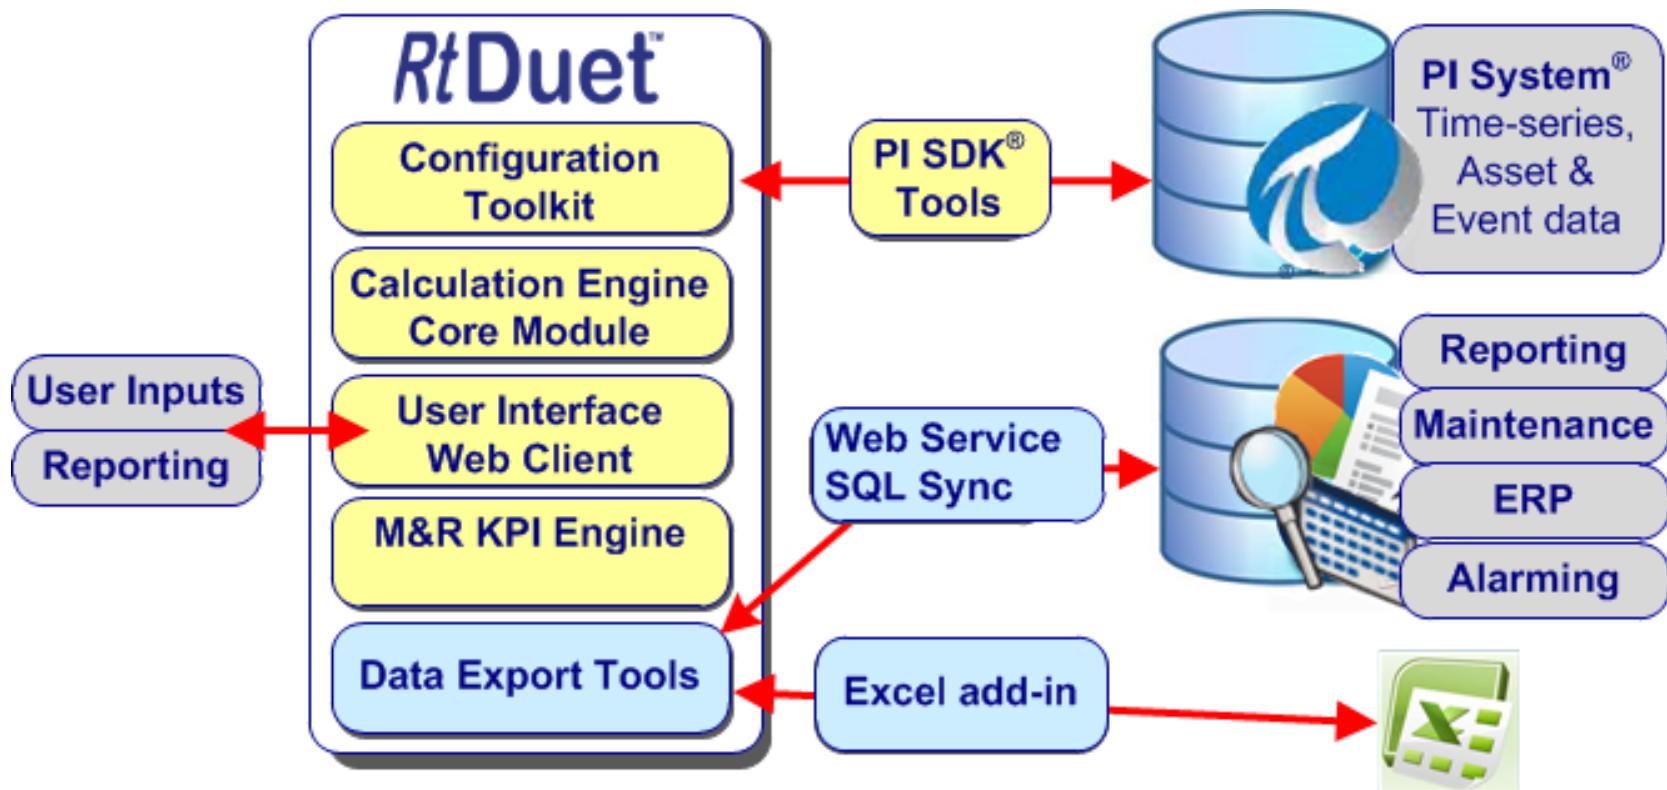 RtDuet™
Configuration
Toolkit
Calculation Engine
Core Module
User Interface
Web Client
M&R KPI Engine
Data Export Tools
User Inputs
Reporting
PI SDK®
Tools
PI System®
Time-series,
Asset &
Event data
®
Web Service
SQL Sync
Reporting
Maintenance
ERP
Alarming
Excel add-in
X